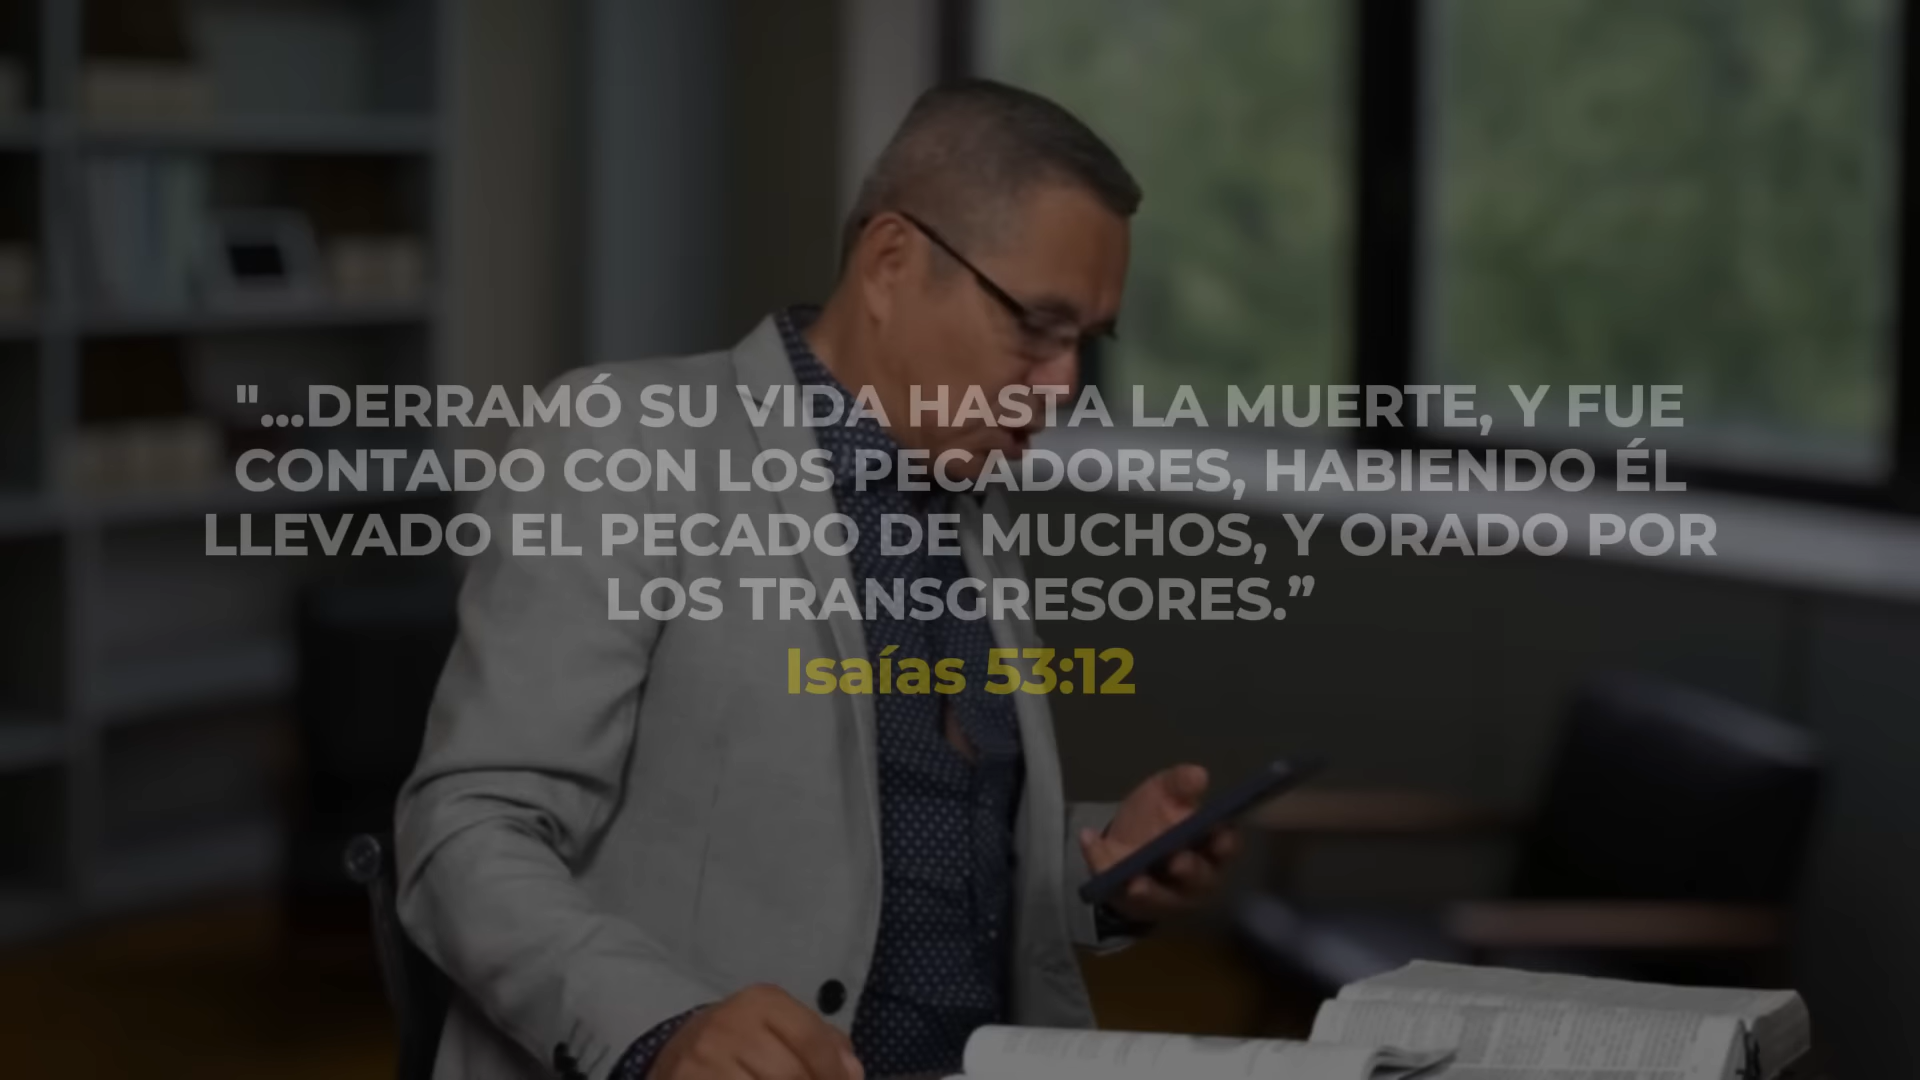 "...DERRAMÓ SU VIDA HASTA LA MUERTE, Y FUE
CONTADO CON LOS PECADORES, HABIENDO ÉL
LLEVADO EL PECADO DE MUCHOS, Y ORADO POR
LOS TRANSGRESORES.”
Isaías 53:12